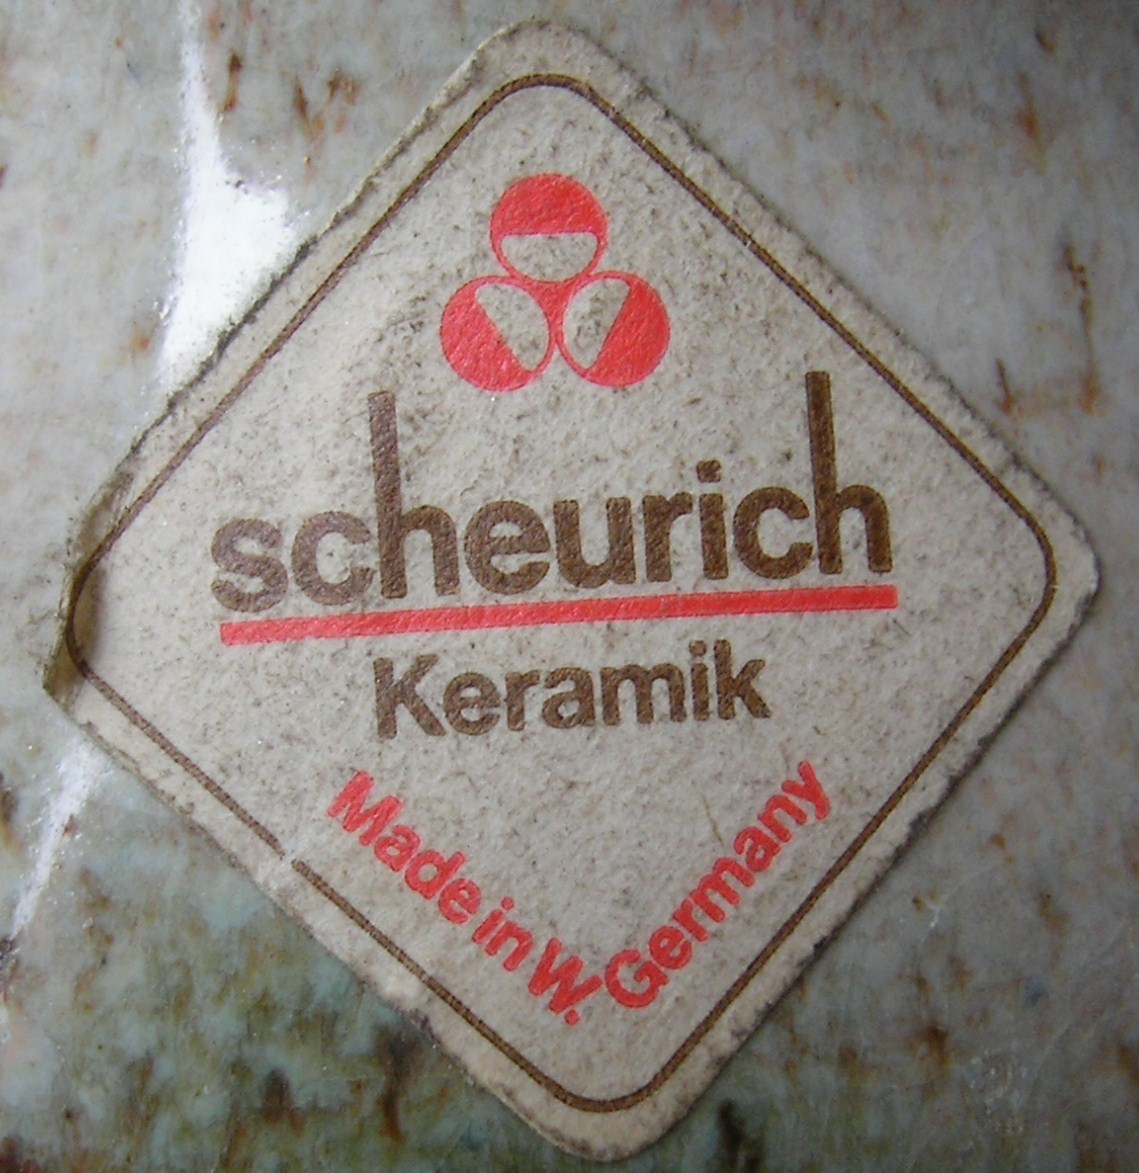 scheurich
Keramik
Made in W. Germany